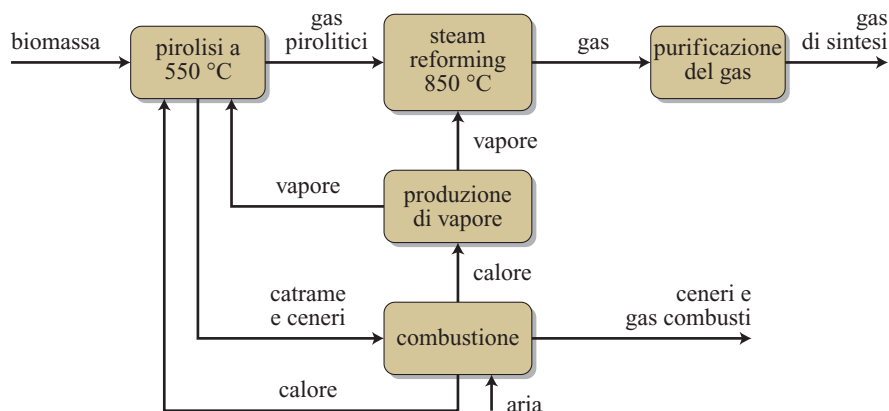 biomassa
pirolisi a
550 °C
gas
pirolitici
steam
reforming
850 °C
gas
purificazione
del gas
gas
di sintesi
vapore
vapore
produzione
di vapore
calore
catrame
e ceneri
combustione
ceneri e
gas combusti
calore
aria